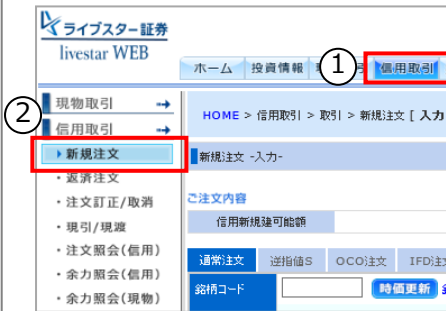 ライブスター証券
livestar WEB
ホーム 投資情報 ① 信用取引
② 現物取引
信用取引
新規注文
・返済注文
・注文訂正/取消
・現引/現渡
・注文照会(信用)
・余力照会(信用)
・余力照会(現物)
HOME > 信用取引 > 取引 > 新規注文 [ 入力
新規注文 -入力-
ご注文内容
信用新規建可能額
通常注文 逆指値S OCO注文 IFD注文
銘柄コード 時価更新